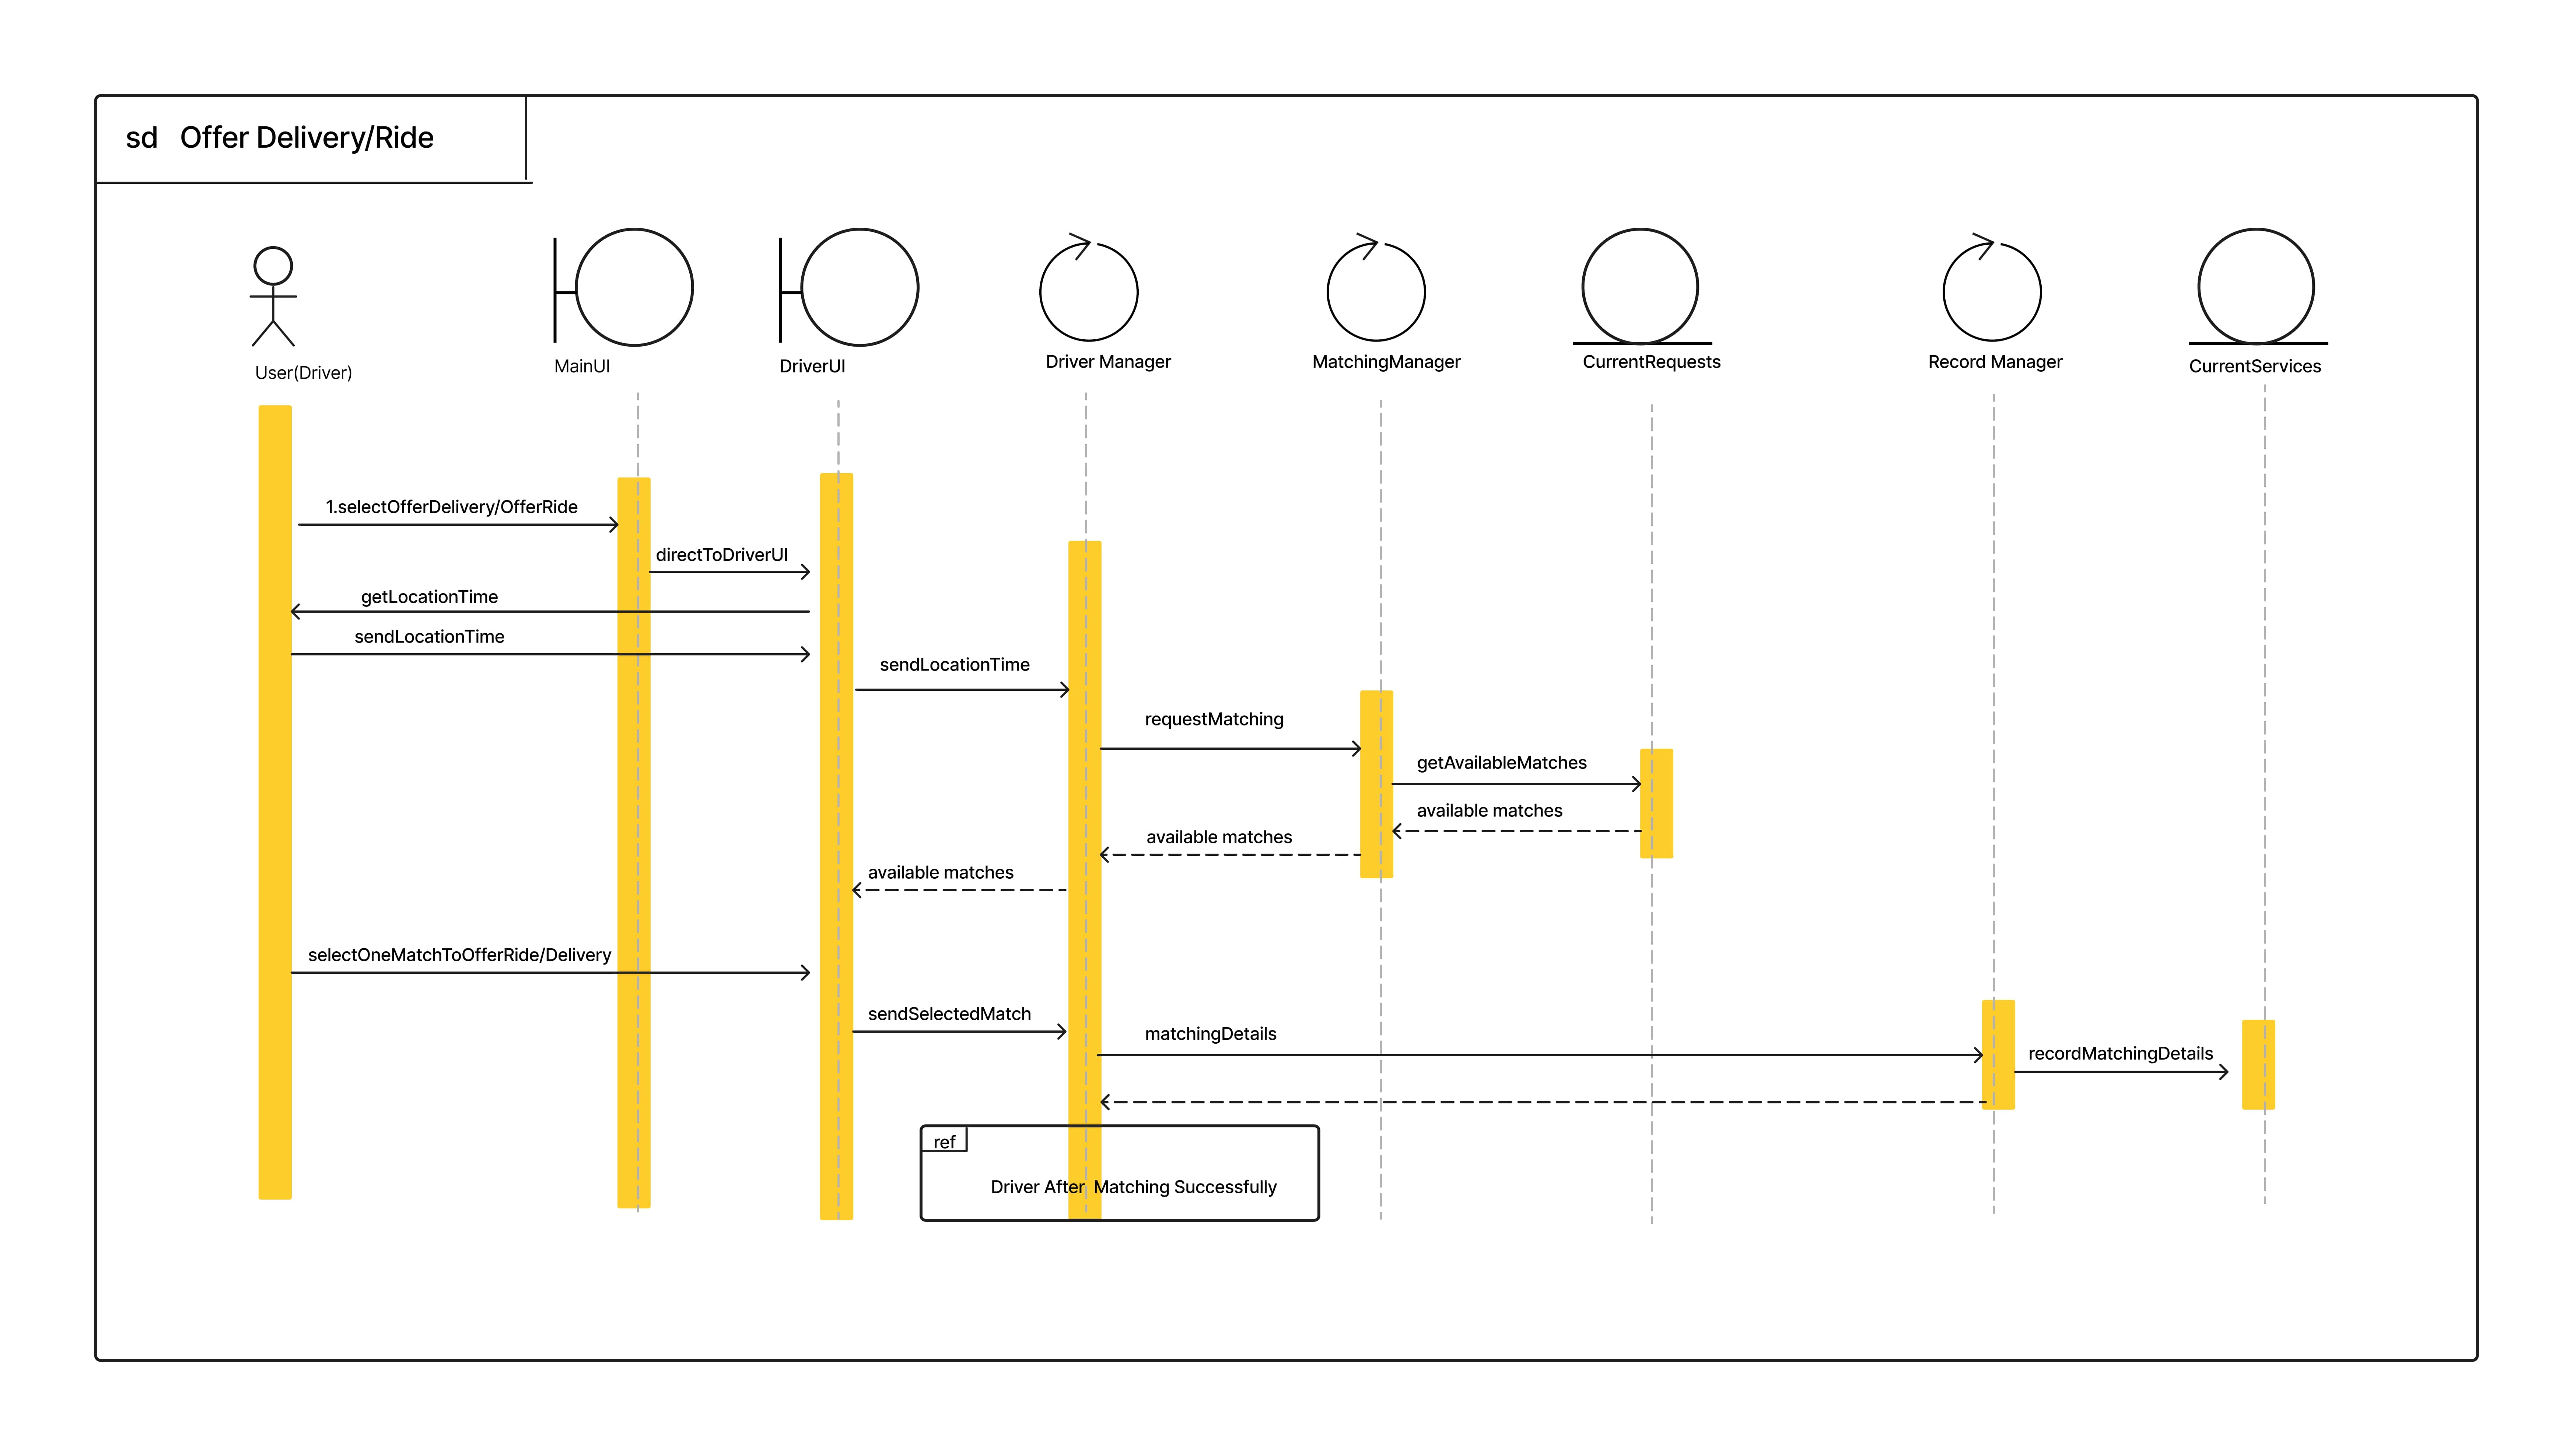 sd Offer Delivery/Ride
User(Driver)
MainUI
DriverUI
Driver Manager
MatchingManager
CurrentRequests
Record Manager
CurrentServices
1.selectOfferDelivery/OfferRide
directToDriverUI
getLocationTime
sendLocationTime
sendLocationTime
requestMatching
getAvailableMatches
available matches
available matches
available matches
selectOneMatchToOfferRide/Delivery
sendSelectedMatch
matchingDetails
recordMatchingDetails
ref
Driver After Matching Successfully